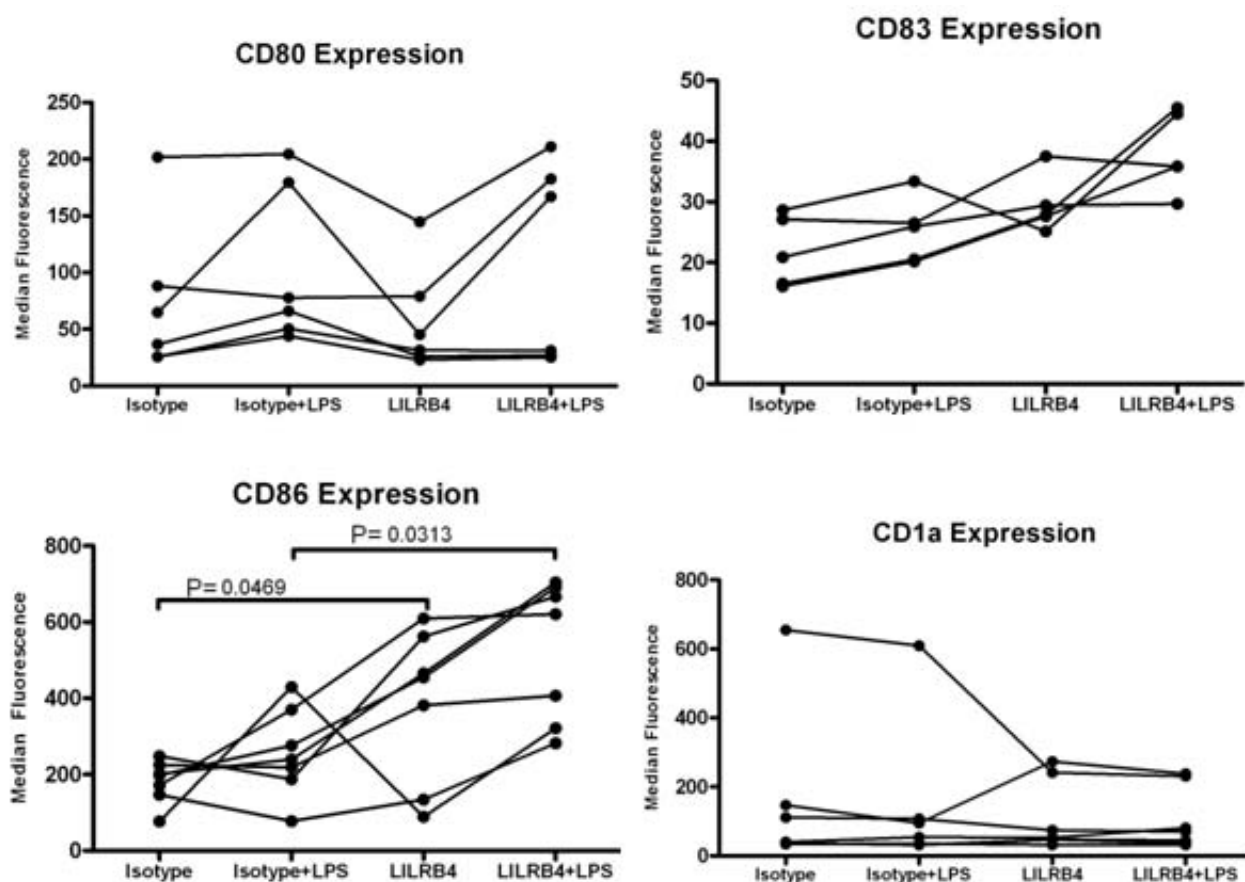 CD80 Expression
Median Fluorescence
250
200
150
100
50
0
Isotype Isotype+LPS LILRB4 LILRB4+LPS
CD83 Expression
Median Fluorescence
50
40
30
20
10
0
Isotype Isotype+LPS LILRB4 LILRB4+LPS
CD86 Expression
Median Fluorescence
P= 0.0313
P= 0.0469
800
600
400
200
0
Isotype Isotype+LPS LILRB4 LILRB4+LPS
CD1a Expression
Median Fluorescence
800
600
400
200
0
Isotype Isotype+LPS LILRB4 LILRB4+LPS